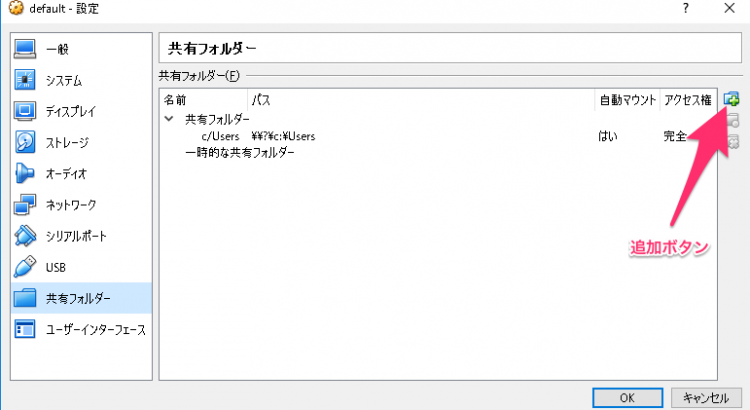 default - 設定
? ×
一般
システム
ディスプレイ
ストレージ
オーディオ
ネットワーク
シリアルポート
USB
共有フォルダー
ユーザーインターフェース
共有フォルダー
共有フォルダー(F)
名前 パス 自動マウント アクセス権
共有フォルダー
c/Users ¥¥?¥c:¥Users はい 完全
一時的な共有フォルダー
追加ボタン
OK キャンセル